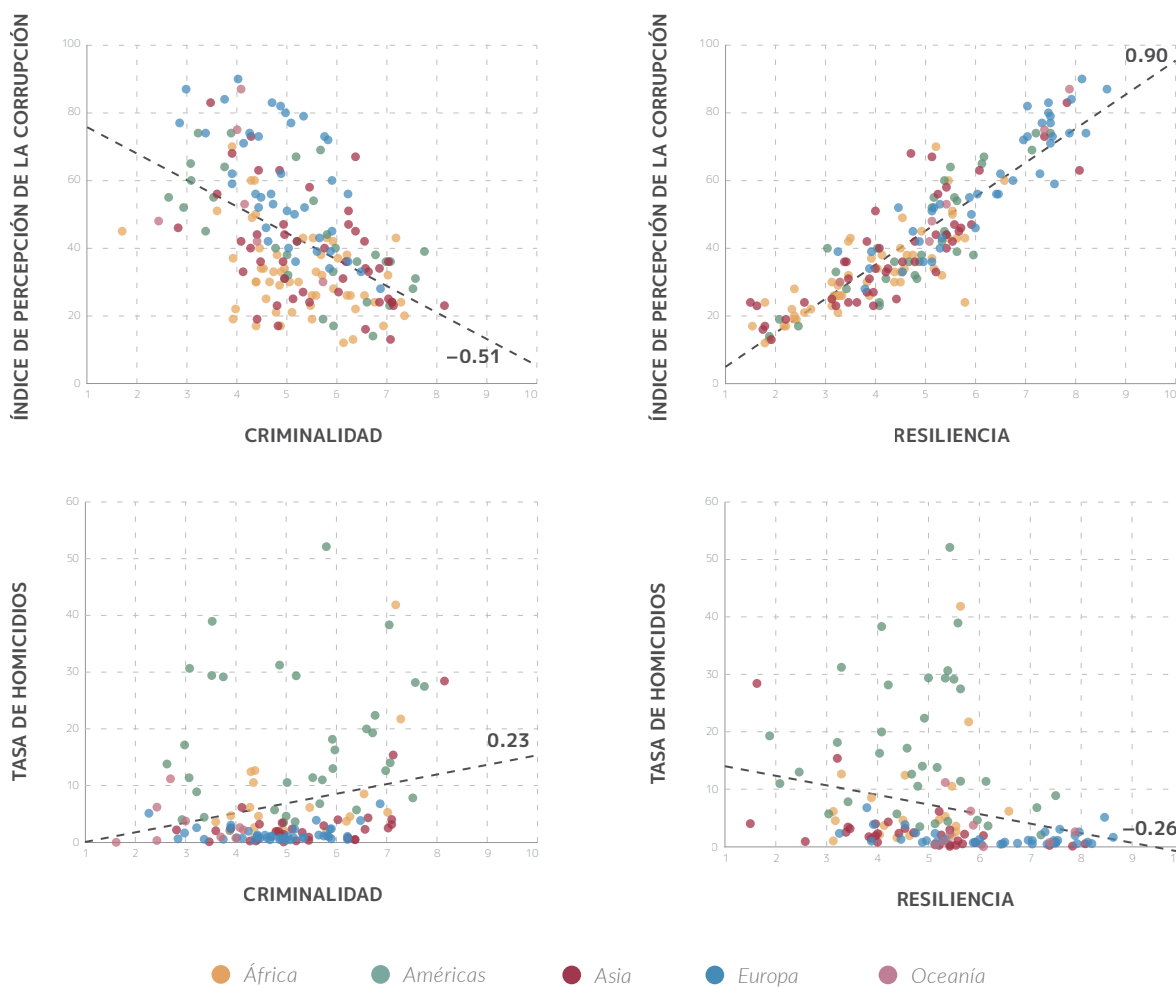 ÍNDICE DE PERCEPCIÓN DE LA CORRUPCIÓN
100
80
60
40
20
0
1 2 3 4 5 6 7 8 9 10
−0.51
CRIMINALIDAD
ÍNDICE DE PERCEPCIÓN DE LA CORRUPCIÓN
100
80
60
40
20
0
1 2 3 4 5 6 7 8 9 10
0.90
RESILIENCIA
TASA DE HOMICIDIOS
60
50
40
30
20
10
0
1 2 3 4 5 6 7 8 9 10
0.23
CRIMINALIDAD
TASA DE HOMICIDIOS
60
50
40
30
20
10
0
1 2 3 4 5 6 7 8 9 1
−0.26
RESILIENCIA
África Américas Asia Europa Oceanía